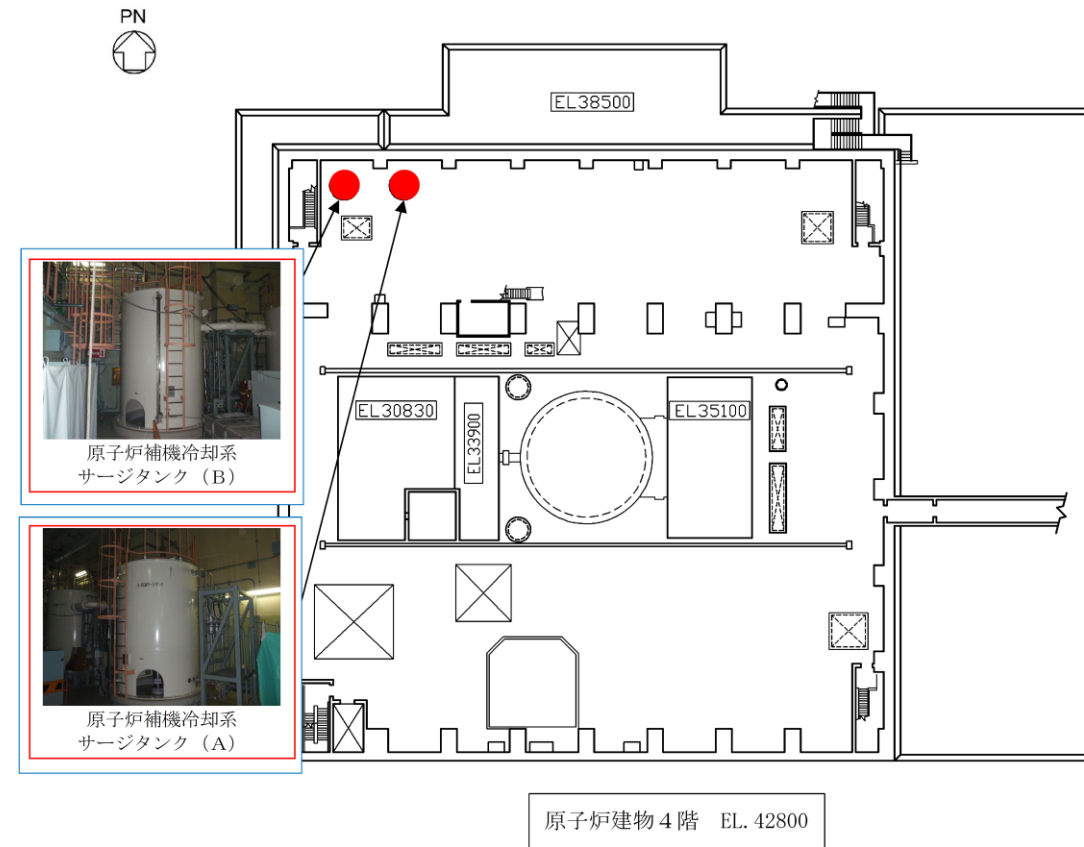 PN
EL38500
EL30830
EL33900
EL35100
原子炉補機冷却系
サージタンク（B）
原子炉補機冷却系
サージタンク（A）
原子炉建物４階　EL. 42800